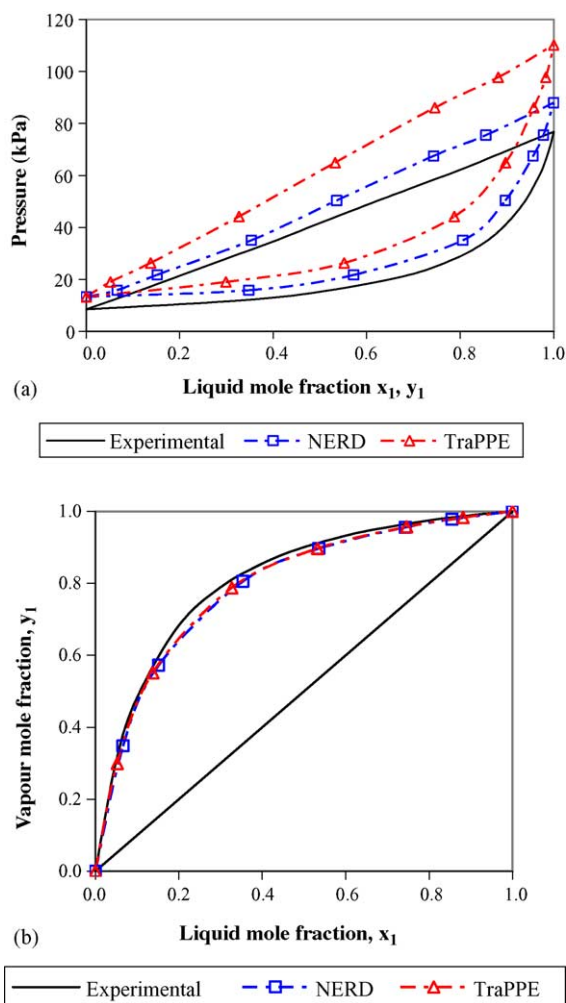 120
100
80
60
40
20
0
Pressure (kPa)
0.0 0.2 0.4 0.6 0.8 1.0
(a) Liquid mole fraction x₁, y₁
Experimental NERD TraPPE
1.0
0.8
0.6
0.4
0.2
0.0
Vapour mole fraction, y₁
0.0 0.2 0.4 0.6 0.8 1.0
(b) Liquid mole fraction, x₁
Experimental NERD TraPPE